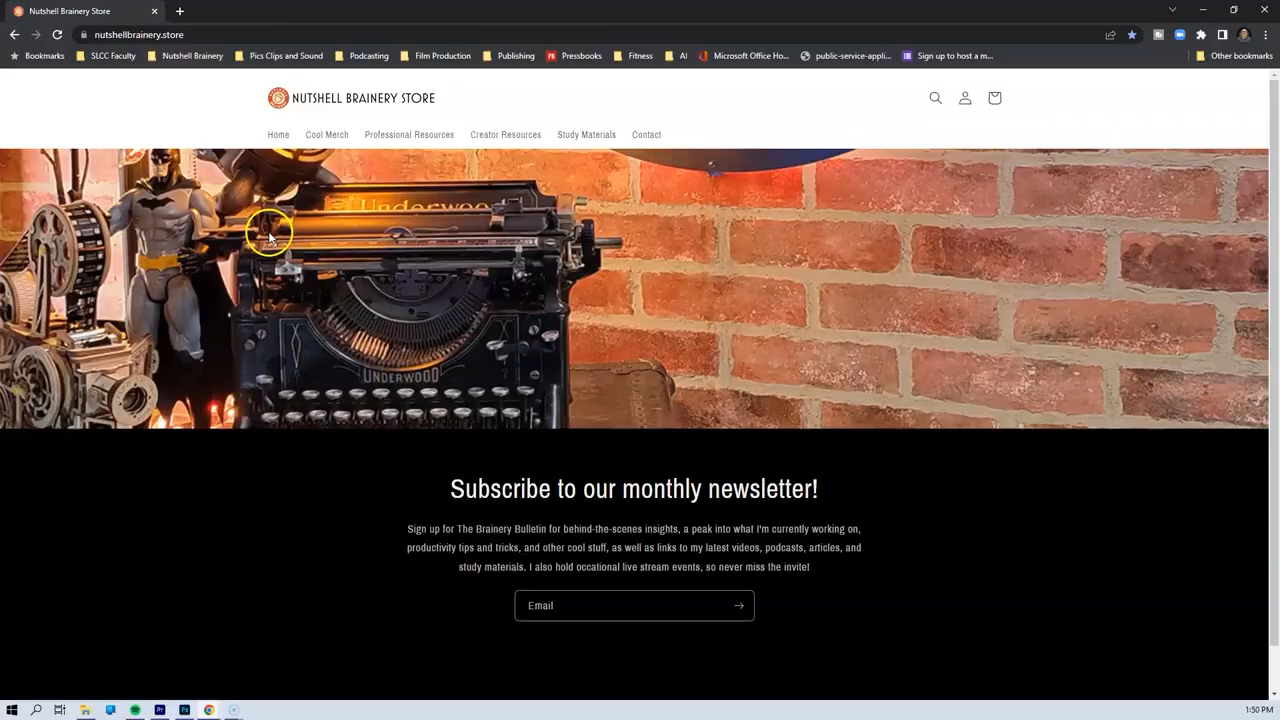 Nutshell Brainery Store
nutshellbrainery.store
Bookmarks SLCC Faculty Nutshell Brainery Pics Clips and Sound Podcasting Film Production Publishing Pressbooks Fitness AI Microsoft Office Ho... public-service-appli... Sign up to host a m... Other bookmarks
NUTSHELL BRAINERY STORE
Home Cool Merch Professional Resources Creator Resources Study Materials Contact
Underwoo
UNDERWOOD
Subscribe to our monthly newsletter!
Sign up for The Brainery Bulletin for behind-the-scenes insights, a peak into what I'm currently working on,
productivity tips and tricks, and other cool stuff, as well as links to my latest videos, podcasts, articles, and
study materials. I also hold occational live stream events, so never miss the invite!
Email
1:50 PM